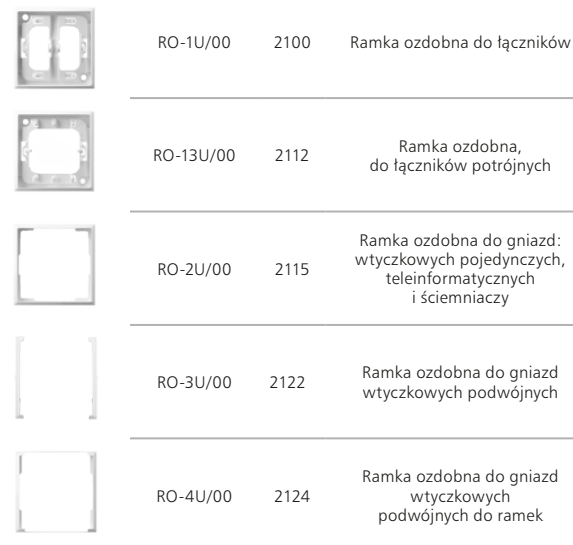 RO-1U/00 2100 Ramka ozdobna do łączników
RO-13U/00 2112 Ramka ozdobna,
do łączników potrójnych
RO-2U/00 2115 Ramka ozdobna do gniazd:
wtyczkowych pojedynczych,
teleinformatycznych
i ściemniaczy
RO-3U/00 2122 Ramka ozdobna do gniazd
wtyczkowych podwójnych
RO-4U/00 2124 Ramka ozdobna do gniazd
wtyczkowych
podwójnych do ramek